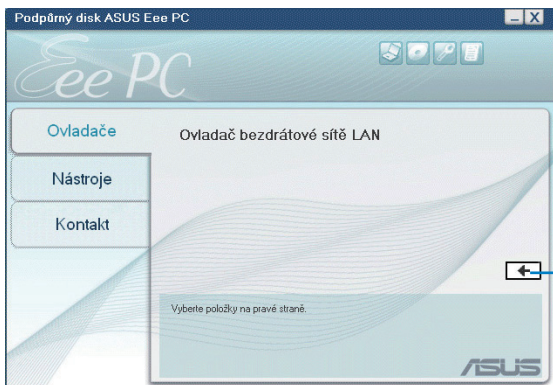 Podpůrný disk ASUS Eee PC
Eee PC
Ovladače
Ovladač bezdrátové sítě LAN
Nástroje
Kontakt
Vyberte položky na pravé straně.
ASUS